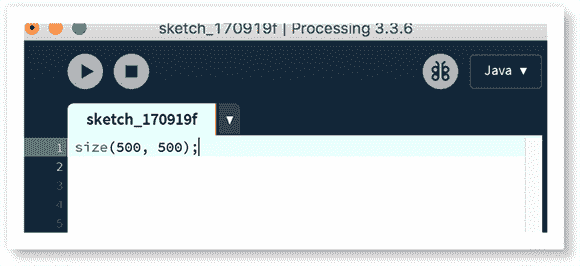 sketch_170919f | Processing 3.3.6
Java ▾
sketch_170919f
▼
1 size(500, 500);
2
3
4
5